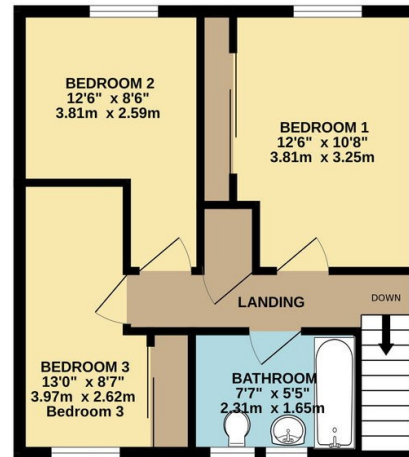 BEDROOM 2
12'6" x 8'6"
3.81m x 2.59m
BEDROOM 1
12'6" x 10'8"
3.81m x 3.25m
LANDING
DOWN
BEDROOM 3
13'0" x 8'7"
3.97m x 2.62m
Bedroom 3
BATHROOM
7'7" x 5'5"
2.31m x 1.65m